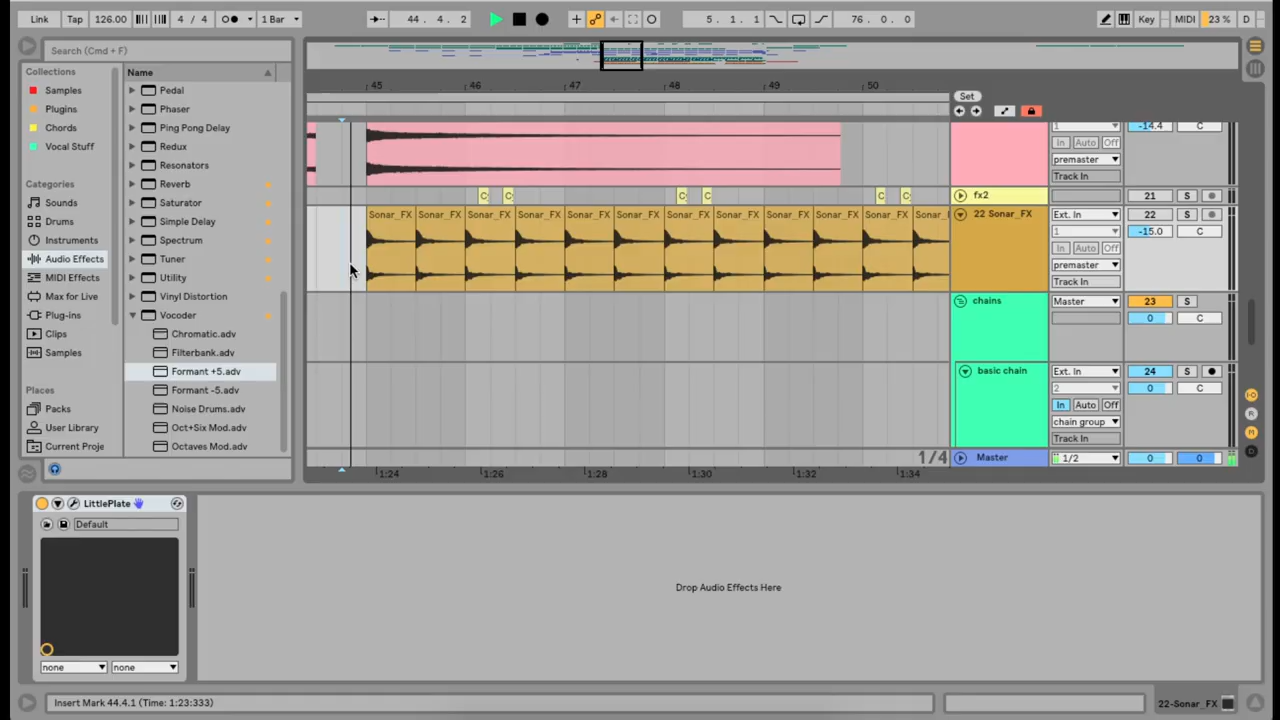 Link Tap 126.00 4 / 4 1 Bar 44. 4. 2 5. 1. 1 76. 0. 0 Key MIDI 23 % D
Search (Cmd + F)
Collections
Samples
Plugins
Chords
Vocal Stuff
Categories
Sounds
Drums
Instruments
Audio Effects
MIDI Effects
Max for Live
Plug-ins
Clips
Samples
Places
Packs
User Library
Current Proje
Name
Pedal
Phaser
Ping Pong Delay
Redux
Resonators
Reverb
Saturator
Simple Delay
Spectrum
Tuner
Utility
Vinyl Distortion
Vocoder
Chromatic.adv
Filterbank.adv
Formant +5.adv
Formant -5.adv
Noise Drums.adv
Oct+Six Mod.adv
Octaves Mod.adv
45 46 47 48 49 50
Set
1 -14.4 C
In Auto Off
premaster
Track In
C C C C C C
fx2 21 S
Sonar_FX Sonar_FX Sonar_FX Sonar_FX Sonar_FX Sonar_FX Sonar_FX Sonar_FX Sonar_FX Sonar_FX Sonar_FX Sonar_
22 Sonar_FX Ext. In 22 S
1 -15.0 C
In Auto Off
premaster
Track In
chains Master 23 S
0 C
basic chain Ext. In 24 S
2 0 C
In Auto Off
chain group
Track In
1/4 Master 1/2 0 0
1:24 1:26 1:28 1:30 1:32 1:34
I·O
R
M
D
LittlePlate
Default
none none
Drop Audio Effects Here
Insert Mark 44.4.1 (Time: 1:23:333)
22-Sonar_FX